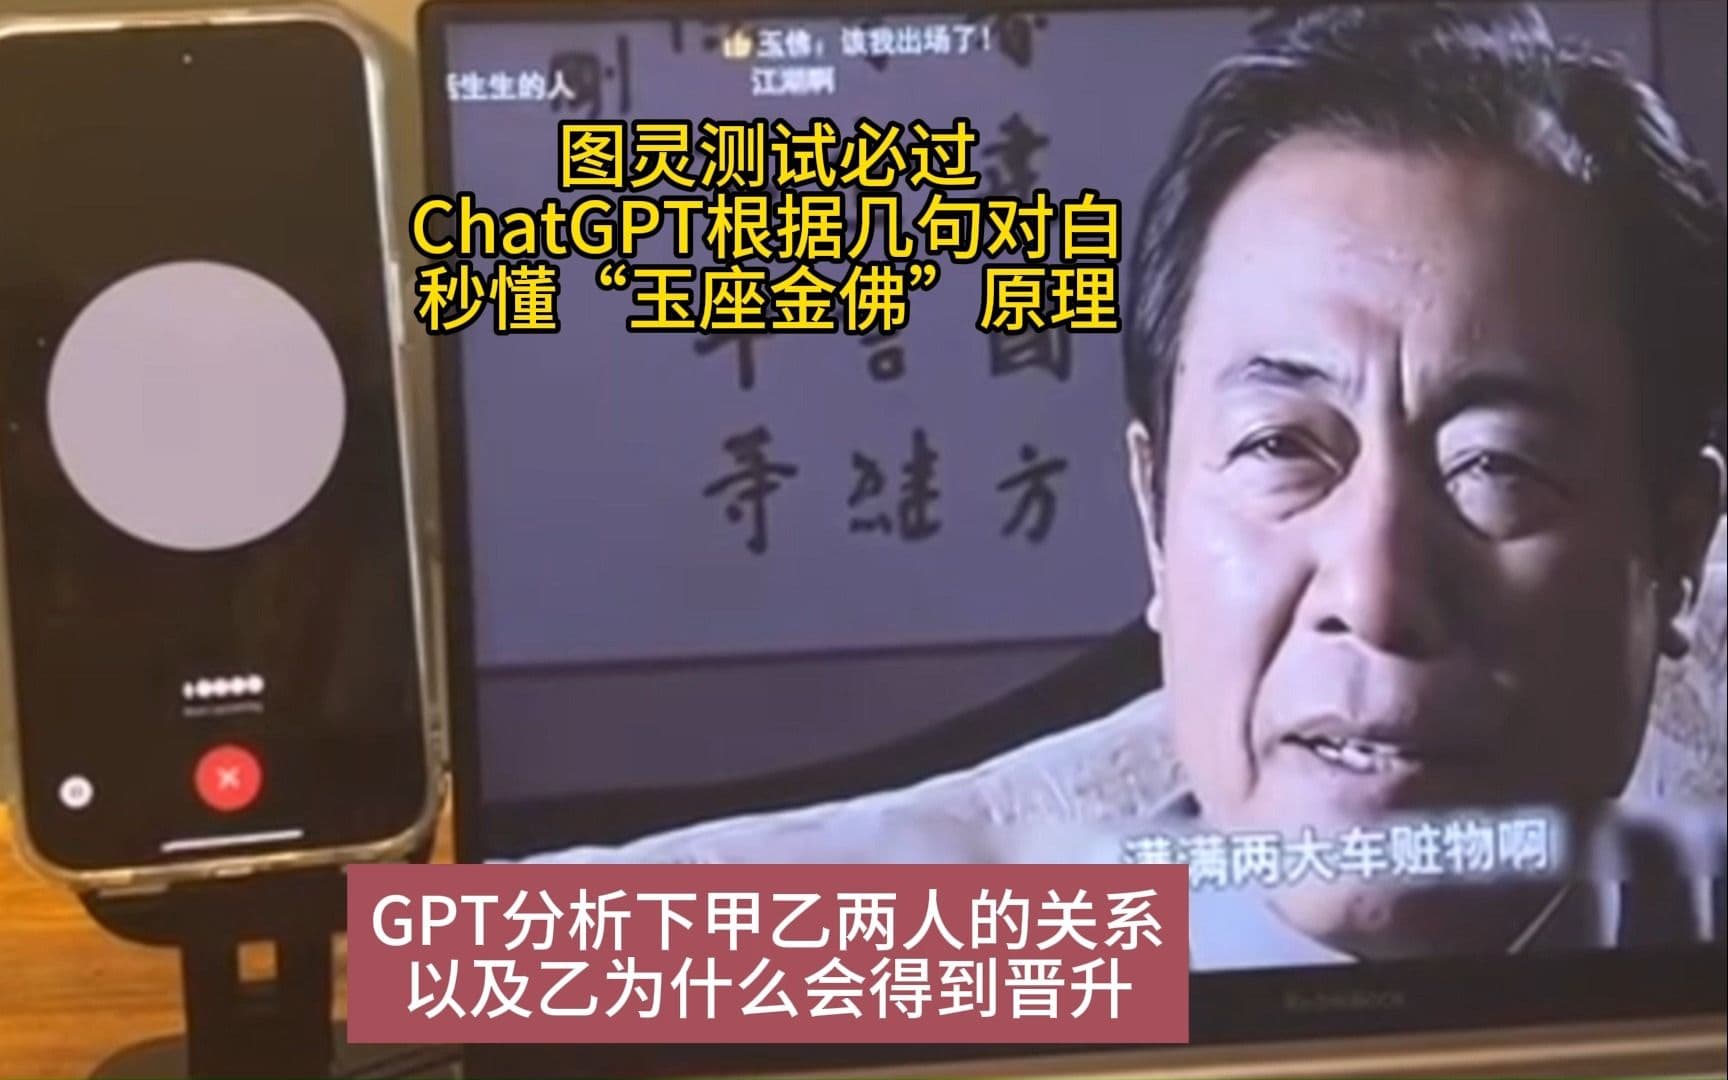 玉佛：该我出场了！
生生的人
江湖啊
图灵测试必过
ChatGPT根据几句对白
秒懂“玉座金佛”原理
等 继 方
满满两大车赃物啊
GPT分析下甲乙两人的关系
以及乙为什么会得到晋升